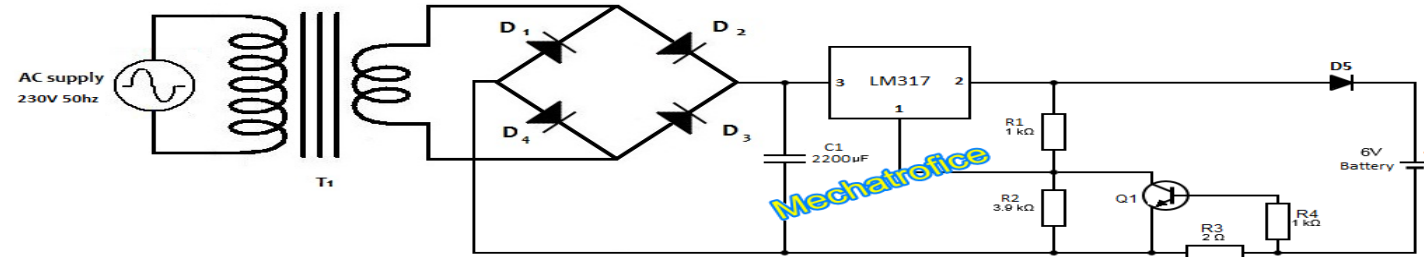 AC supply
230V 50hz
T1
D1
D2
D4
D3
3
LM317
2
1
C1
2200µF
Mechatrofice
R1
1 kΩ
R2
3.9 kΩ
Q1
R3
2 Ω
R4
1 kΩ
D5
6V
Battery